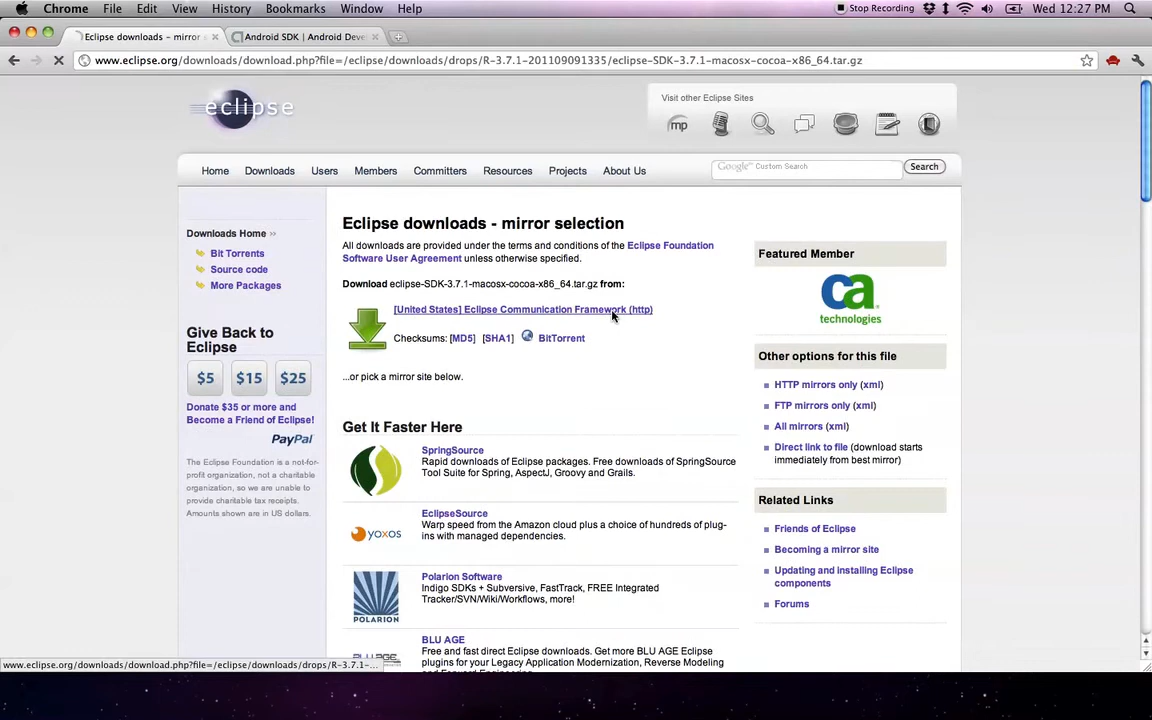 Chrome File Edit View History Bookmarks Window Help Stop Recording Wed 12:27 PM
Eclipse downloads - mirror Android SDK | Android Deve
www.eclipse.org/downloads/download.php?file=/eclipse/downloads/drops/R-3.7.1-201109091335/eclipse-SDK-3.7.1-macosx-cocoa-x86_64.tar.gz
eclipse
Visit other Eclipse Sites
mp
Home Downloads Users Members Committers Resources Projects About Us
Google™ Custom Search Search
Downloads Home
Bit Torrents
Source code
More Packages
Give Back to
Eclipse
$5 $15 $25
Donate $35 or more and
Become a Friend of Eclipse!
PayPal
The Eclipse Foundation is a not-for-
profit organization, not a charitable
organization, so we are unable to
provide charitable tax receipts.
Amounts shown are in US dollars.
Eclipse downloads - mirror selection
All downloads are provided under the terms and conditions of the Eclipse Foundation
Software User Agreement unless otherwise specified.
Download eclipse-SDK-3.7.1-macosx-cocoa-x86_64.tar.gz from:
[United States] Eclipse Communication Framework (http)
Checksums: [MD5] [SHA1] BitTorrent
...or pick a mirror site below.
Get It Faster Here
SpringSource
Rapid downloads of Eclipse packages. Free downloads of SpringSource
Tool Suite for Spring, AspectJ, Groovy and Grails.
YOXOS
EclipseSource
Warp speed from the Amazon cloud plus a choice of hundreds of plug-
ins with managed dependencies.
POLARION
Polarion Software
Indigo SDKs + Subversive, FastTrack, FREE Integrated
Tracker/SVN/Wiki/Workflows, more!
BLU AGE
Free and fast direct Eclipse downloads. Get more BLU AGE Eclipse
plugins for your Legacy Application Modernization, Reverse Modeling
Featured Member
ca
technologies
Other options for this file
HTTP mirrors only (xml)
FTP mirrors only (xml)
All mirrors (xml)
Direct link to file (download starts
immediately from best mirror)
Related Links
Friends of Eclipse
Becoming a mirror site
Updating and installing Eclipse
components
Forums
www.eclipse.org/downloads/download.php?file=/eclipse/downloads/drops/R-3.7.1-...